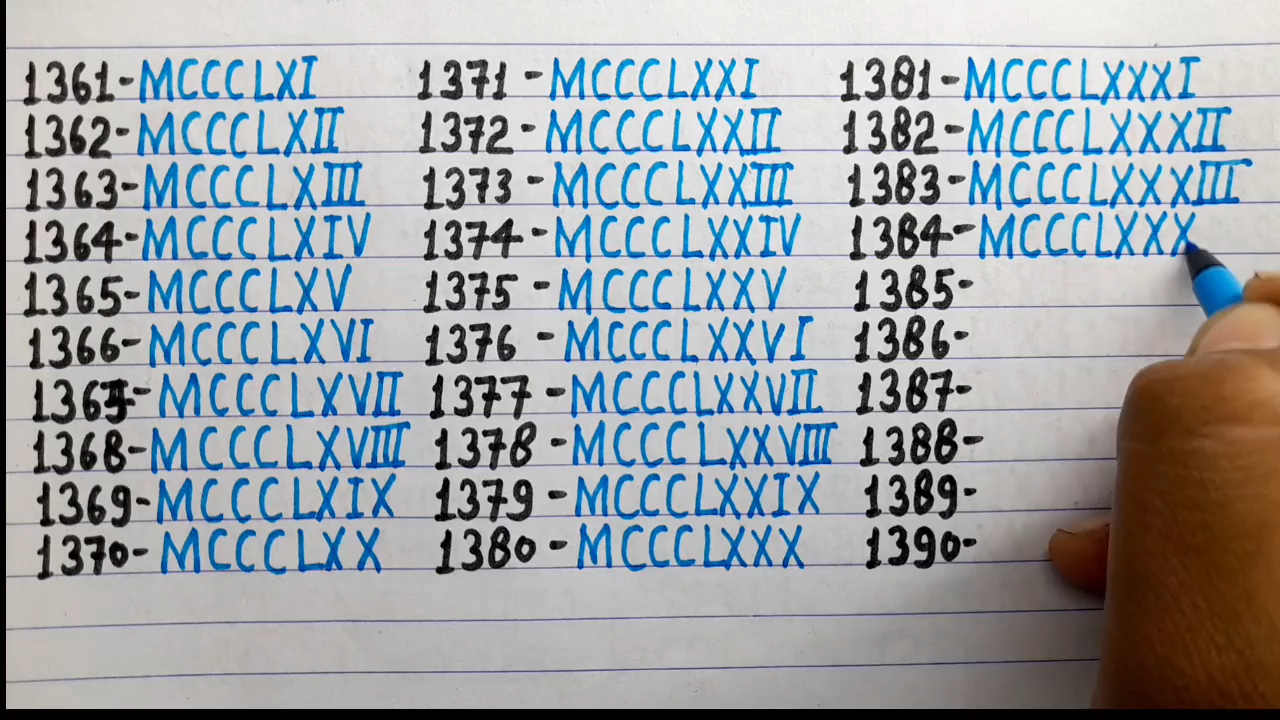 1361-MCCCLXI
1362-MCCCLXII
1363-MCCCLXIII
1364-MCCCLXIV
1365-MCCCLXV
1366-MCCCLXVI
1367-MCCCLXVII
1368-MCCCLXVIII
1369-MCCCLXIX
1370-MCCCLXX
1371-MCCCLXXI
1372-MCCCLXXII
1373-MCCCLXXIII
1374-MCCCLXXIV
1375-MCCCLXXV
1376-MCCCLXXVI
1377-MCCCLXXVII
1378-MCCCLXXVIII
1379-MCCCLXXIX
1380-MCCCLXXX
1381-MCCCLXXXI
1382-MCCCLXXXII
1383-MCCCLXXXIII
1384-MCCCLXXX
1385-
1386-
1387-
1388-
1389-
1390-